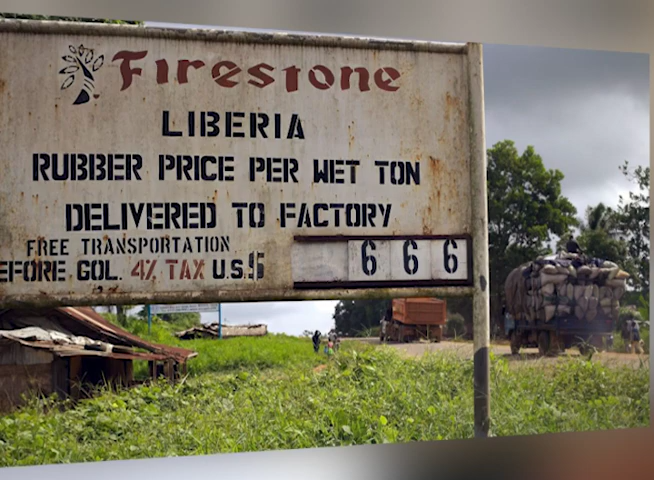 Firestone
LIBERIA
RUBBER PRICE PER WET TON
DELIVERED TO FACTORY
FREE TRANSPORTATION
EFORE GOL. 4% TAX U.S$ 666